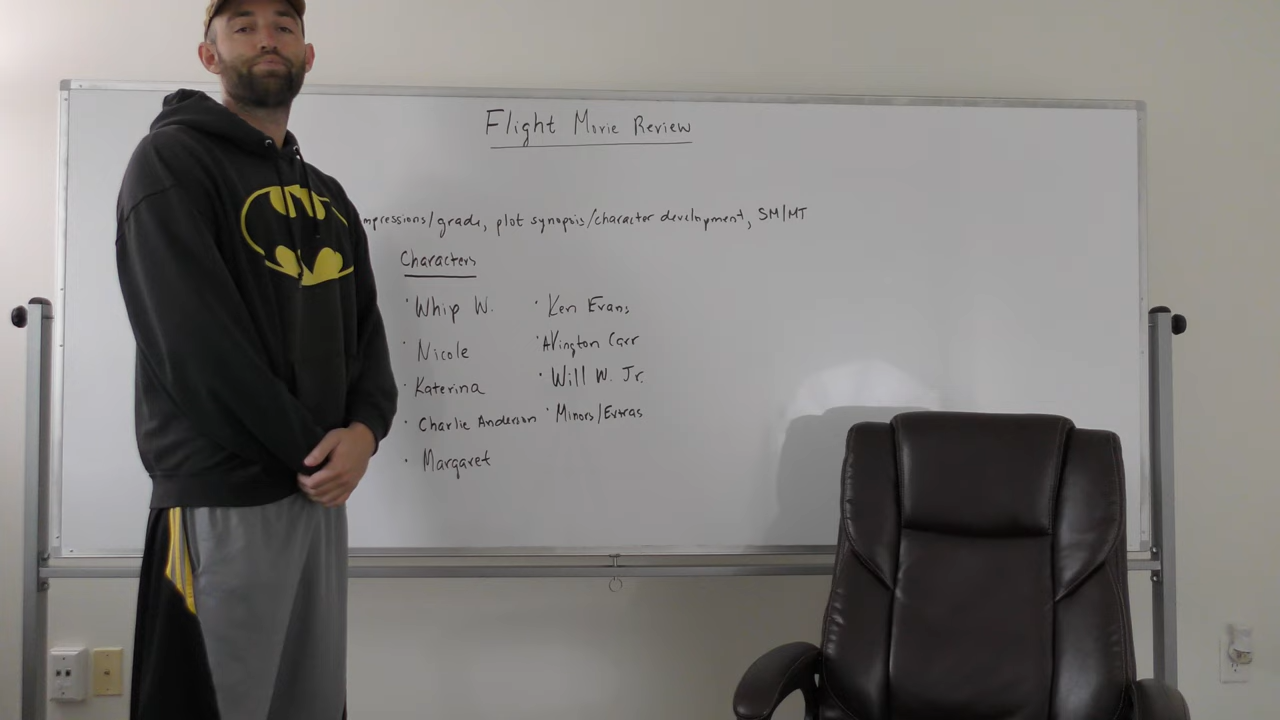 Flight Movie Review
mpressions/grade, plot synopsis/character development, SM/MT
Characters
· Whip W.
· Ken Evans
· Nicole
· Avington Carr
· Katerina
· Will W. Jr.
· Charlie Anderson
· Minors/Extras
· Margaret